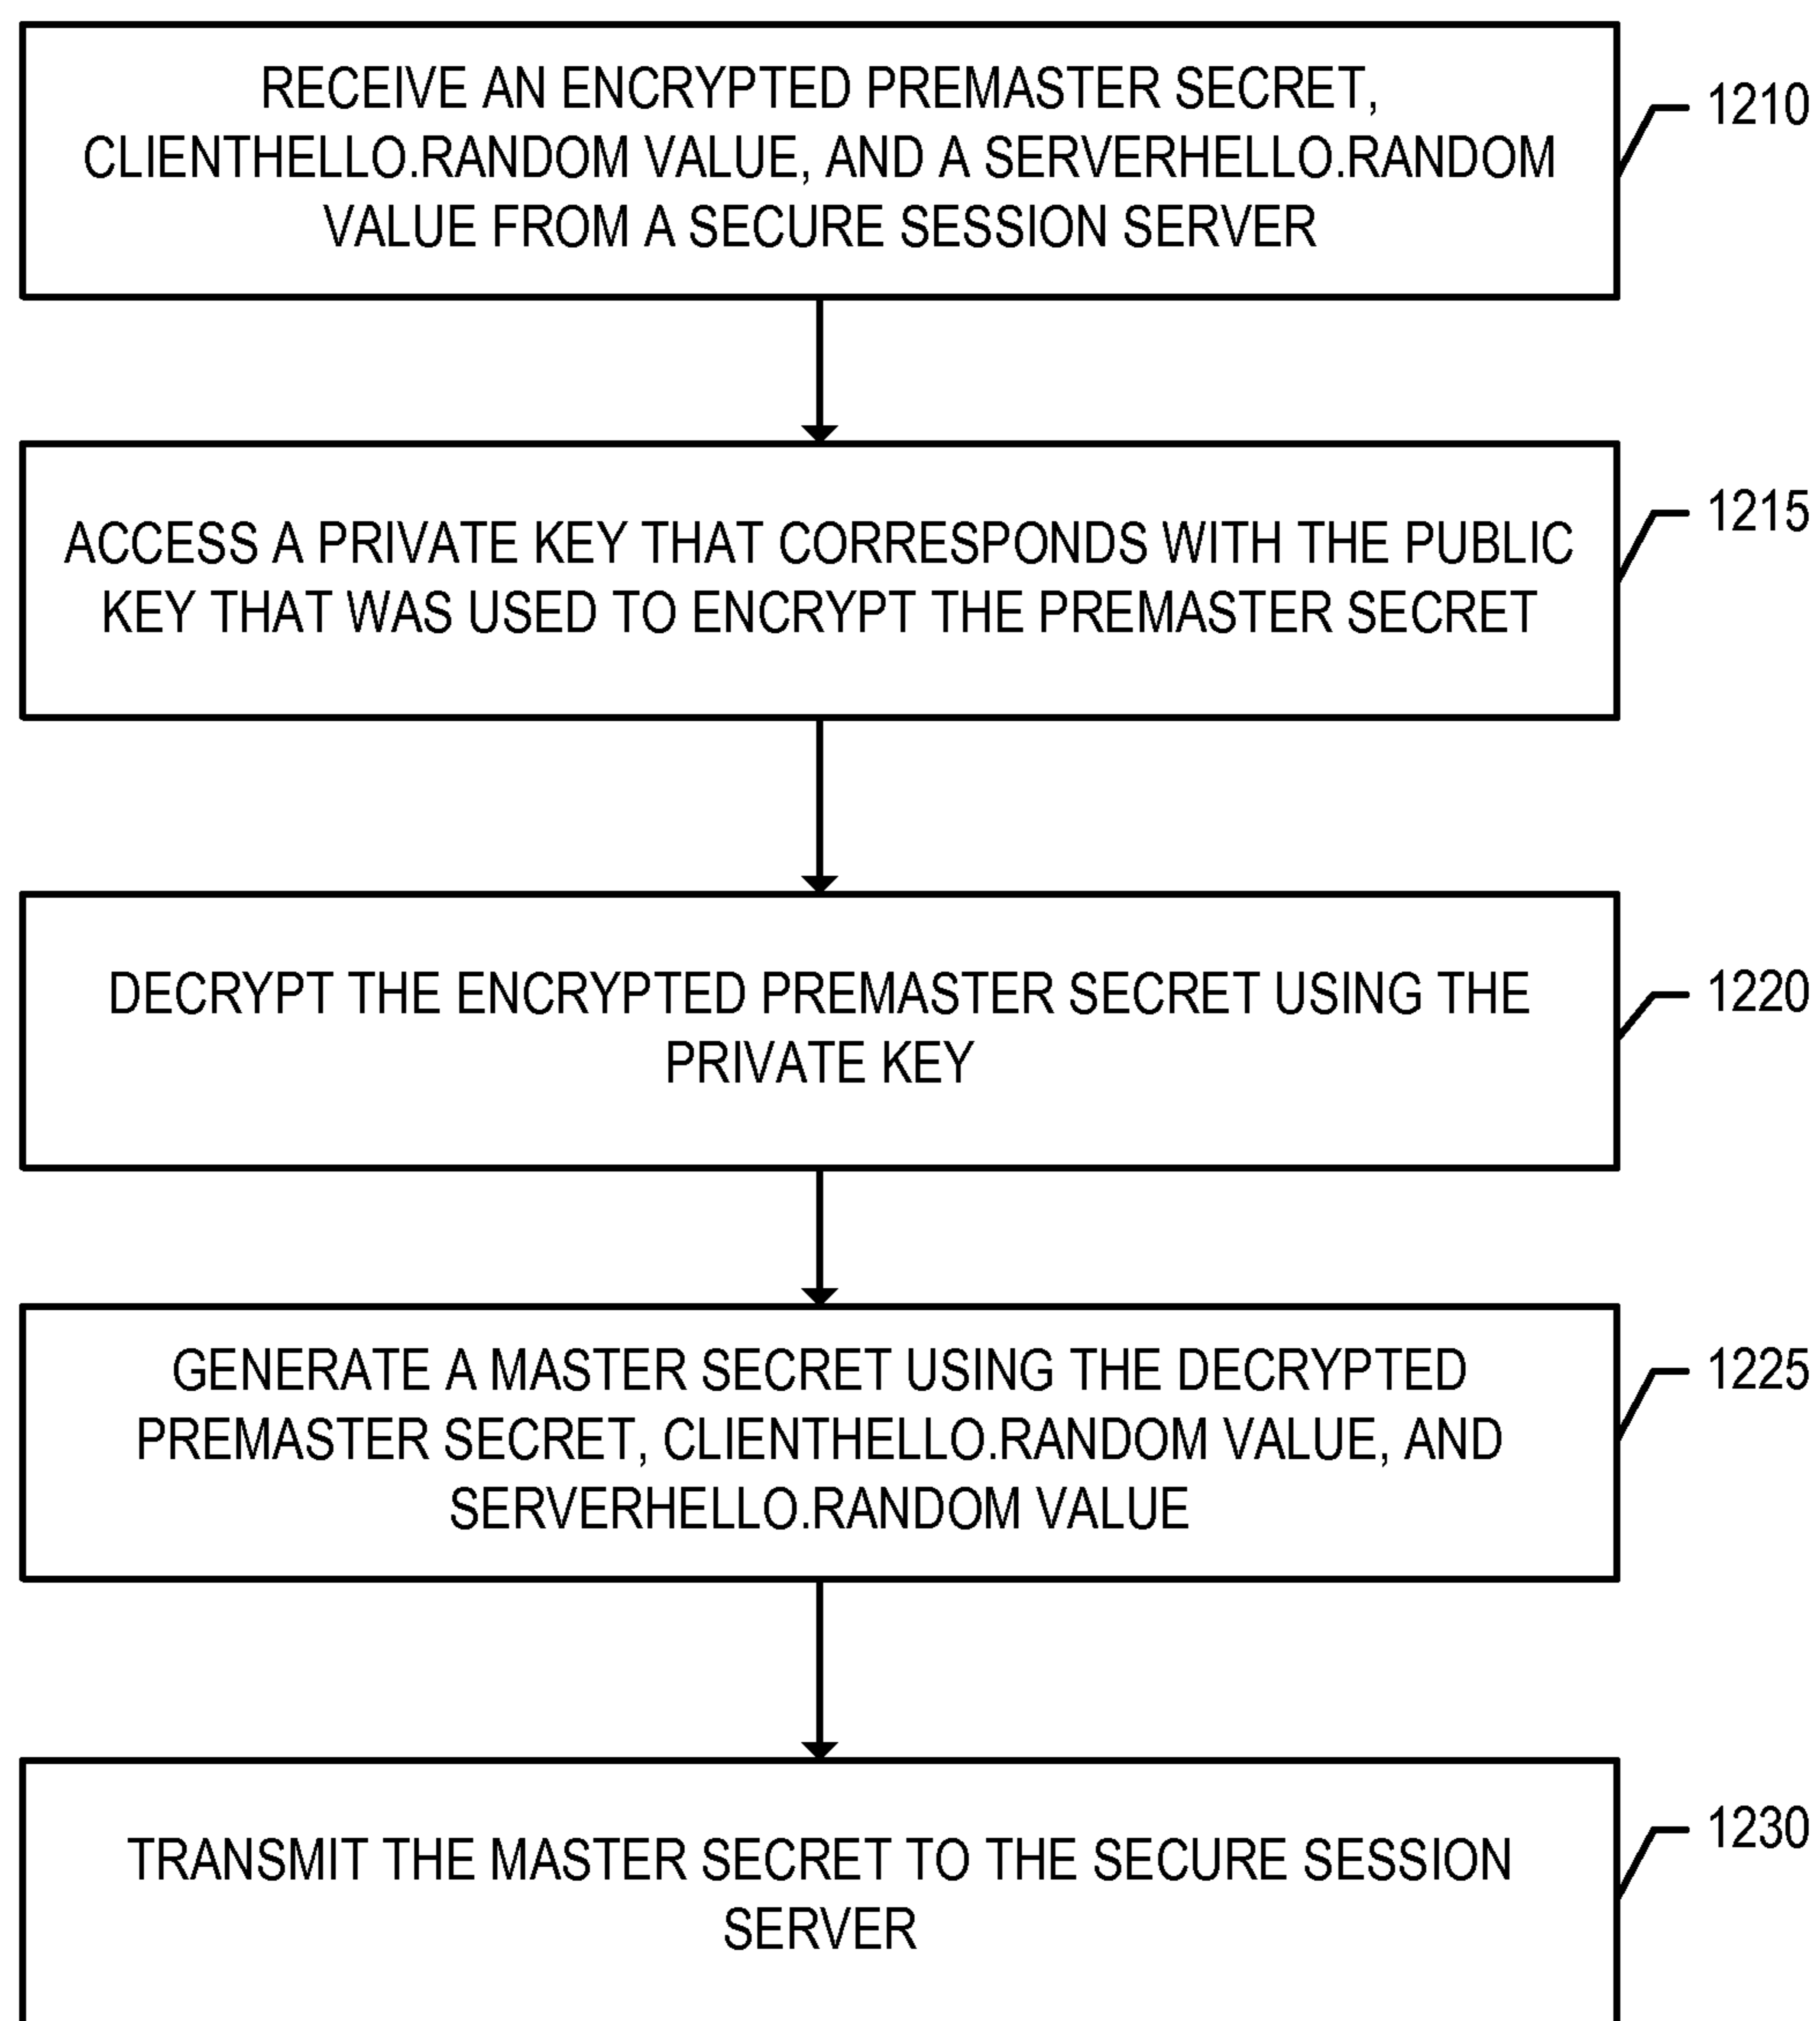 RECEIVE AN ENCRYPTED PREMASTER SECRET,
CLIENTHELLO.RANDOM VALUE, AND A SERVERHELLO.RANDOM
VALUE FROM A SECURE SESSION SERVER
1210
ACCESS A PRIVATE KEY THAT CORRESPONDS WITH THE PUBLIC
KEY THAT WAS USED TO ENCRYPT THE PREMASTER SECRET
1215
DECRYPT THE ENCRYPTED PREMASTER SECRET USING THE
PRIVATE KEY
1220
GENERATE A MASTER SECRET USING THE DECRYPTED
PREMASTER SECRET, CLIENTHELLO.RANDOM VALUE, AND
SERVERHELLO.RANDOM VALUE
1225
TRANSMIT THE MASTER SECRET TO THE SECURE SESSION
SERVER
1230